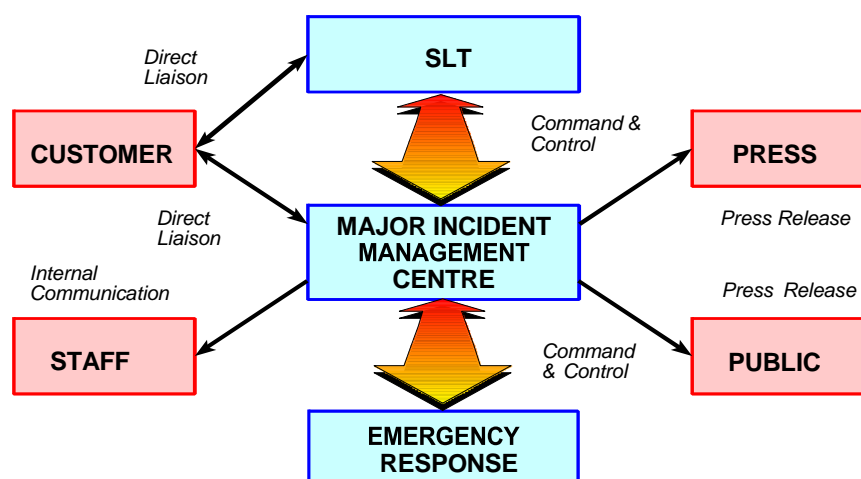 Direct
Liaison
SLT
Command &
Control
CUSTOMER
PRESS
Direct
Liaison
MAJOR INCIDENT
MANAGEMENT
CENTRE
Press Release
Internal
Communication
Press Release
STAFF
Command
& Control
PUBLIC
EMERGENCY
RESPONSE